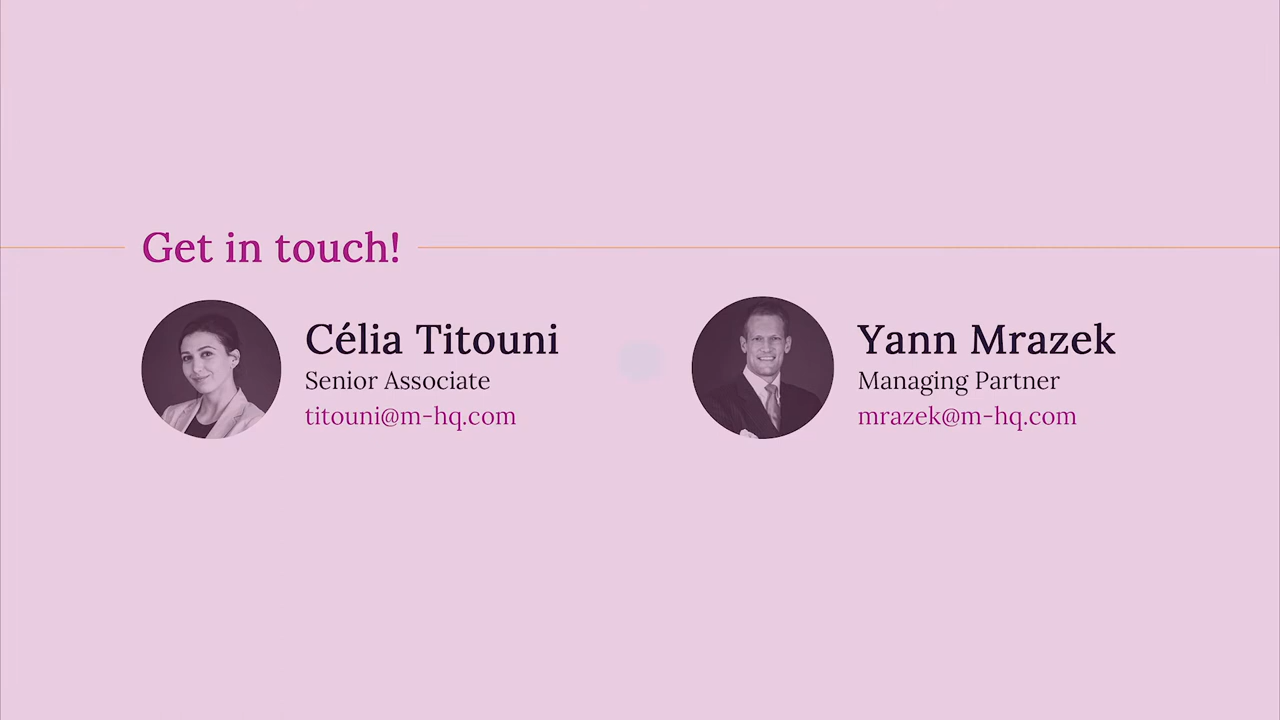 Get in touch!
Célia Titouni
Senior Associate
titouni@m-hq.com
Yann Mrazek
Managing Partner
mrazek@m-hq.com